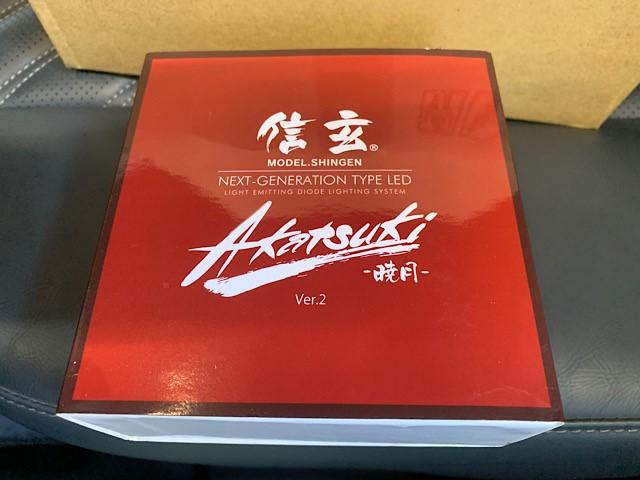 信玄®
MODEL.SHINGEN
NEXT-GENERATION TYPE LED
LIGHT EMITTING DIODE LIGHTING SYSTEM
Akatsuki
-暁月-
Ver.2